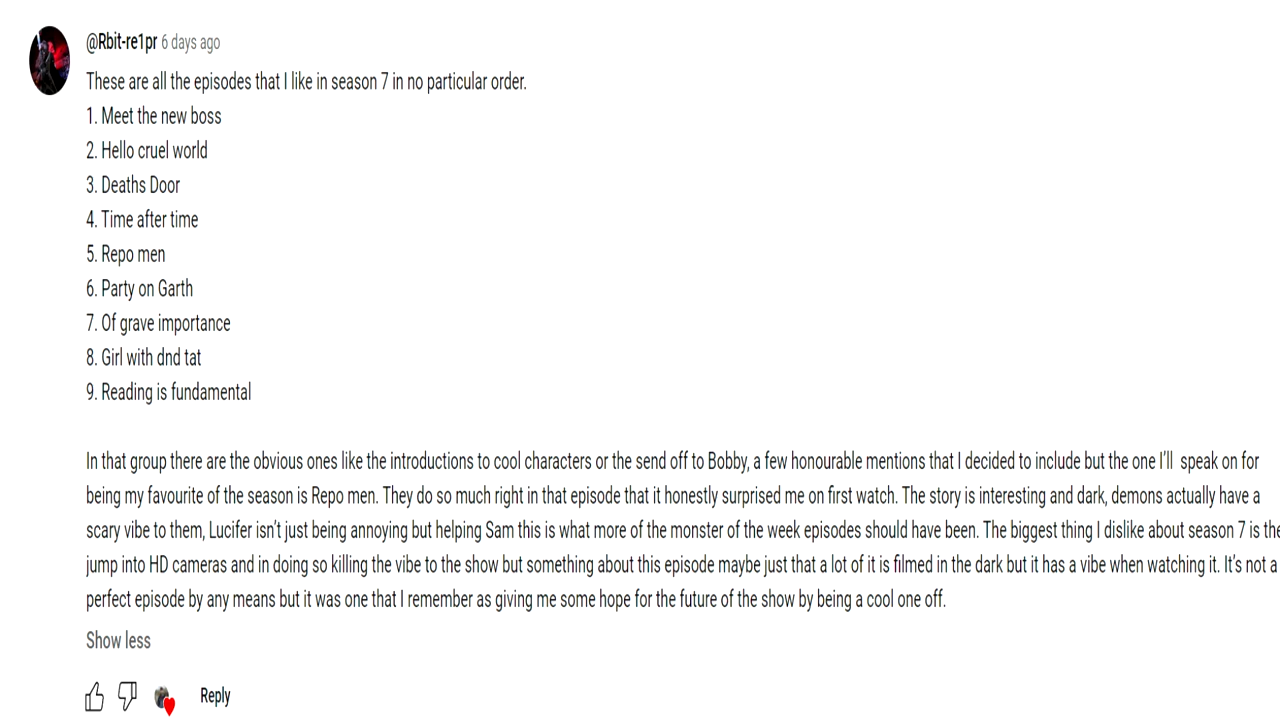 @Rbit-re1pr 6 days ago
These are all the episodes that I like in season 7 in no particular order.
1. Meet the new boss
2. Hello cruel world
3. Deaths Door
4. Time after time
5. Repo men
6. Party on Garth
7. Of grave importance
8. Girl with dnd tat
9. Reading is fundamental
In that group there are the obvious ones like the introductions to cool characters or the send off to Bobby, a few honourable mentions that I decided to include but the one I'll speak on for
being my favourite of the season is Repo men. They do so much right in that episode that it honestly surprised me on first watch. The story is interesting and dark, demons actually have a
scary vibe to them, Lucifer isn't just being annoying but helping Sam this is what more of the monster of the week episodes should have been. The biggest thing I dislike about season 7 is the
jump into HD cameras and in doing so killing the vibe to the show but something about this episode maybe just that a lot of it is filmed in the dark but it has a vibe when watching it. It's not a
perfect episode by any means but it was one that I remember as giving me some hope for the future of the show by being a cool one off.
Show less
Reply